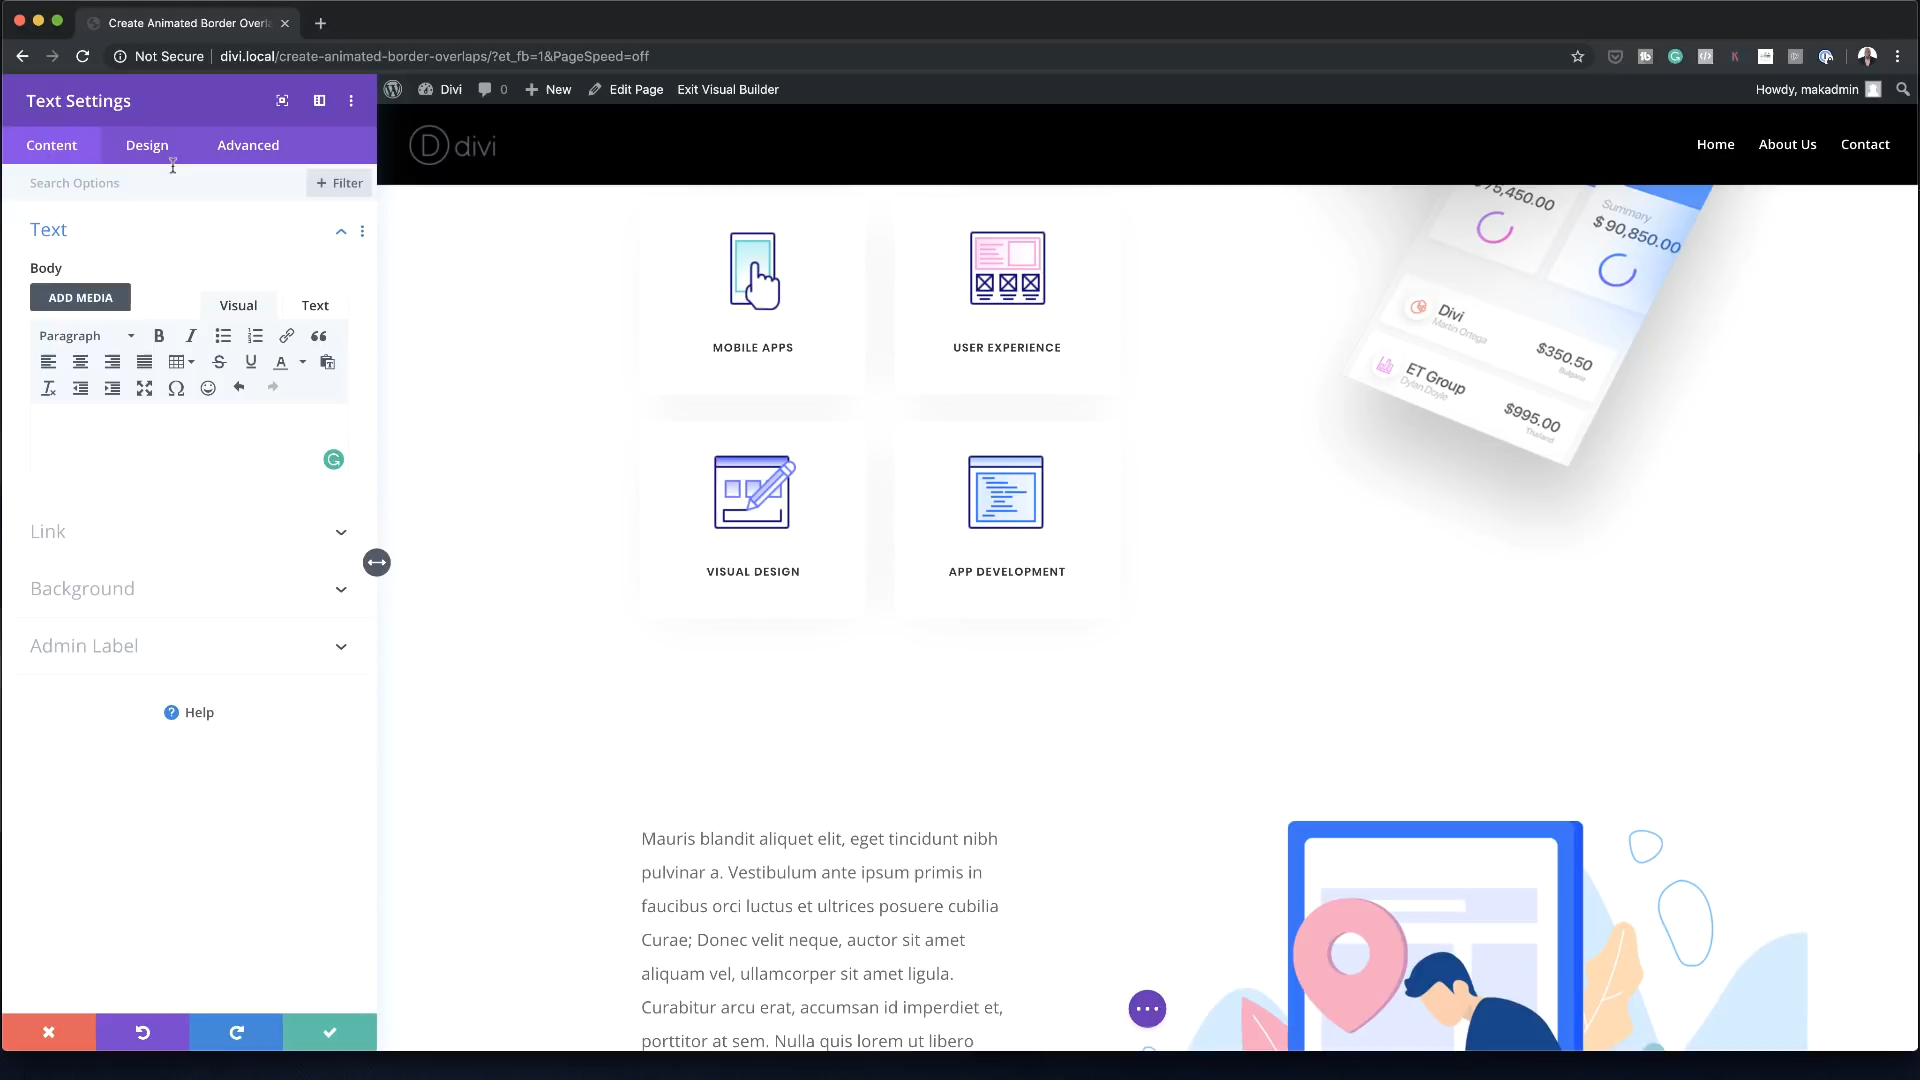 Create Animated Border Overla
Not Secure
divi.local/create-animated-border-overlaps/?et_fb=1&PageSpeed=off
Text Settings
Divi
0
New
Edit Page
Exit Visual Builder
Howdy, makadmin
Content
Design
Advanced
divi
Home
About Us
Contact
Search Options
+ Filter
Text
Body
ADD MEDIA
Visual
Text
Paragraph
B
I
U
A
Link
Background
Admin Label
? Help
MOBILE APPS
USER EXPERIENCE
VISUAL DESIGN
APP DEVELOPMENT
Summary
$ 90,850.00
Divi
Martin Ortega
$350.50
Bulgaria
ET Group
Dylan Doyle
$995.00
Thailand
Mauris blandit aliquet elit, eget tincidunt nibh
pulvinar a. Vestibulum ante ipsum primis in
faucibus orci luctus et ultrices posuere cubilia
Curae; Donec velit neque, auctor sit amet
aliquam vel, ullamcorper sit amet ligula.
Curabitur arcu erat, accumsan id imperdiet et,
porttitor at sem. Nulla quis lorem ut libero